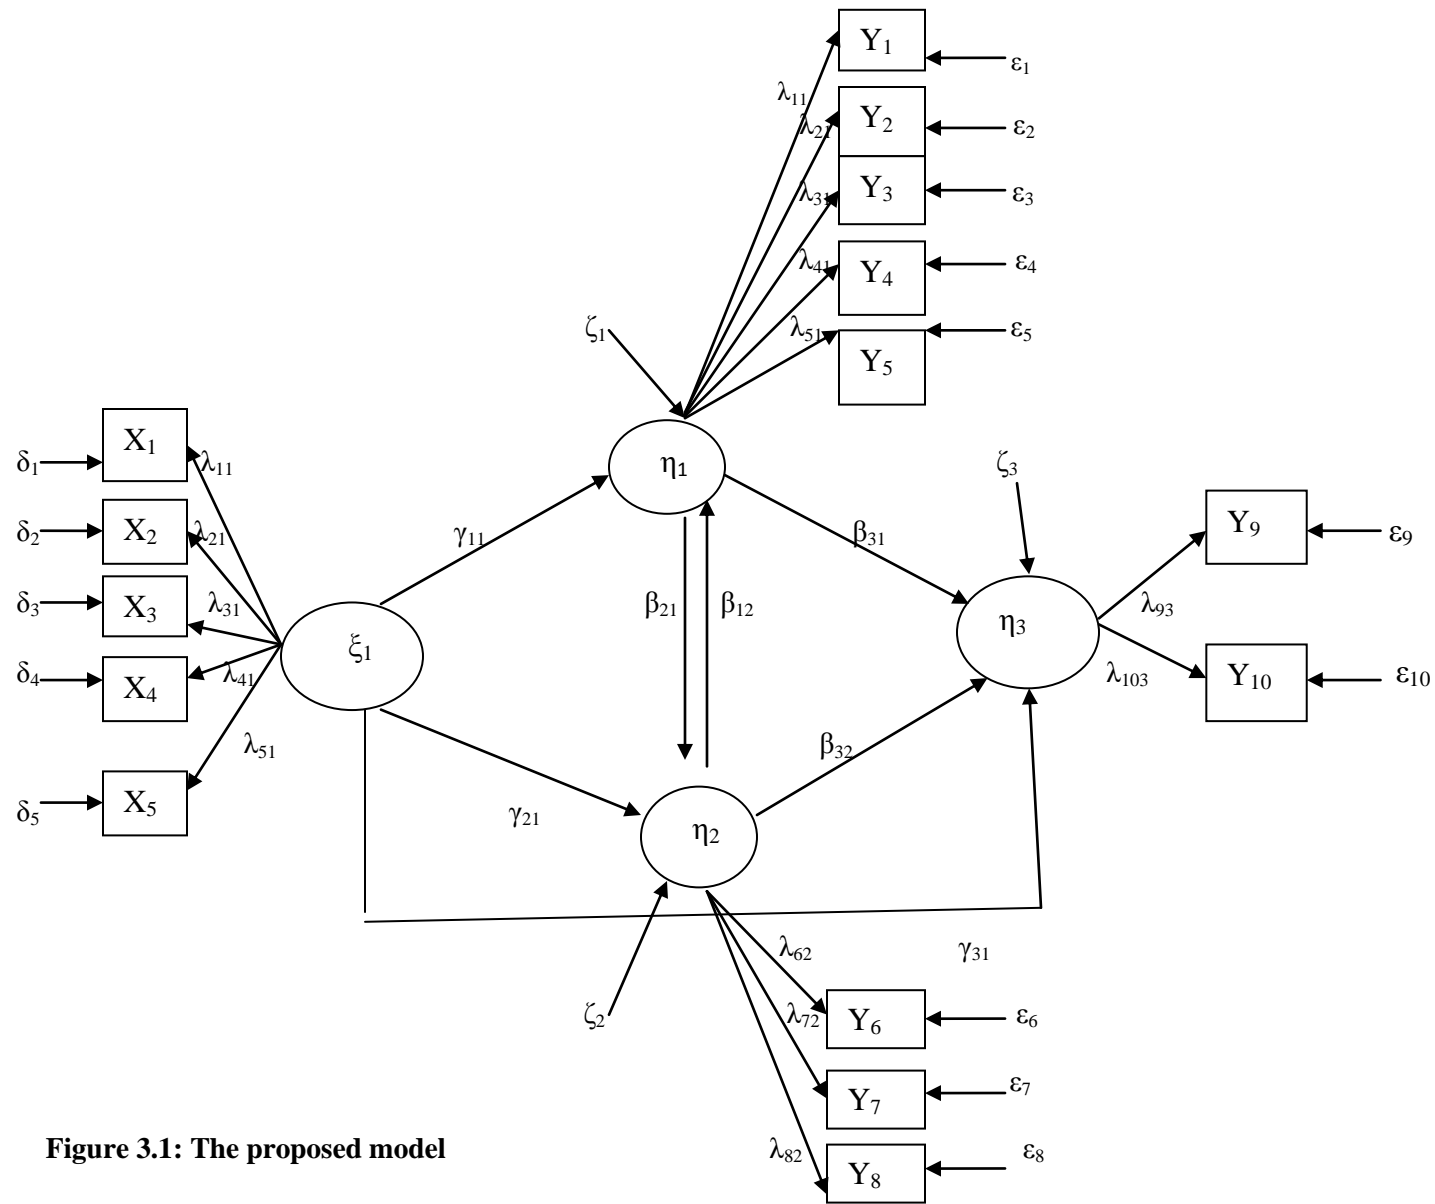 Y₁
ε₁
λ₁₁
λ₂₁
Y₂
ε₂
λ₃₁
Y₃
ε₃
λ₄₁
Y₄
ε₄
ζ₁
λ₅₁
Y₅
ε₅
δ₁
X₁
λ₁₁
η₁
ζ₃
δ₂
X₂
λ₂₁
γ₁₁
β₃₁
Y₉
ε₉
δ₃
X₃
λ₃₁
β₂₁
β₁₂
η₃
λ₉₃
ξ₁
δ₄
X₄
λ₄₁
λ₁₀₃
Y₁₀
ε₁₀
λ₅₁
β₃₂
δ₅
X₅
γ₂₁
η₂
λ₆₂
γ₃₁
ζ₂
λ₇₂
Y₆
ε₆
Y₇
ε₇
Figure 3.1: The proposed model
λ₈₂
Y₈
ε₈